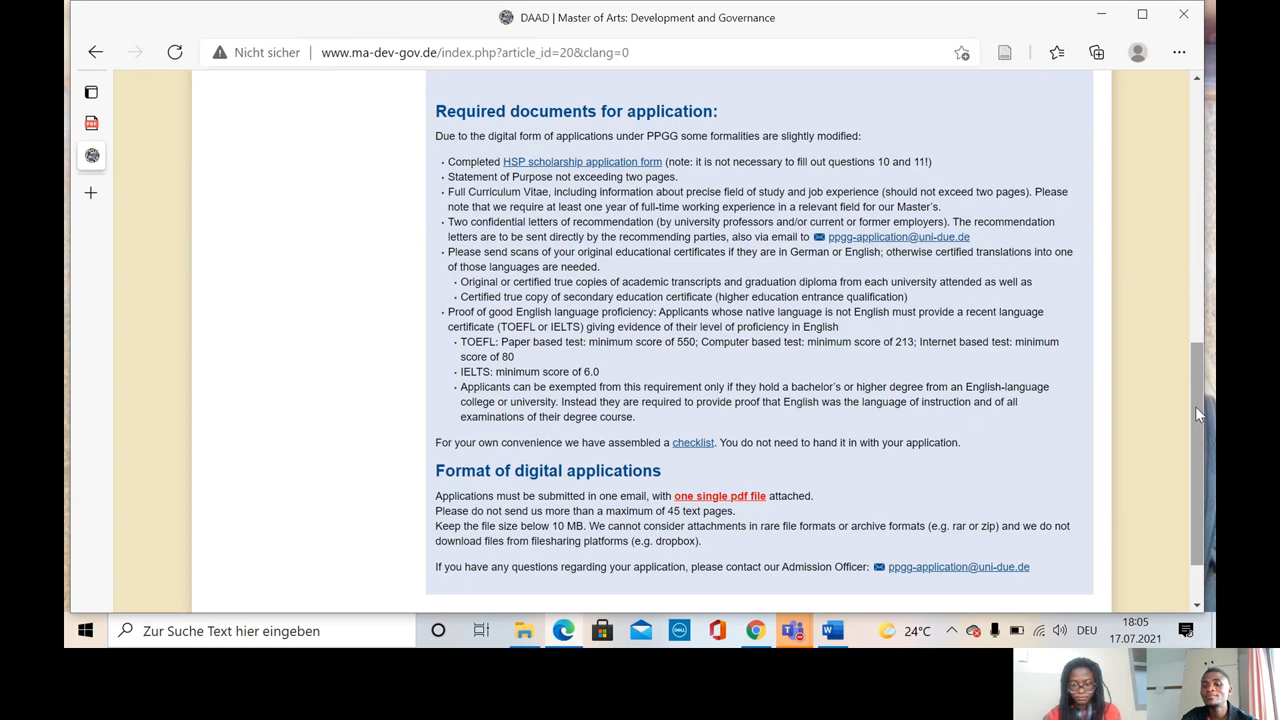 DAAD | Master of Arts: Development and Governance
Nicht sicher | www.ma-dev-gov.de/index.php?article_id=20&clang=0
PDF
Required documents for application:
Due to the digital form of applications under PPGG some formalities are slightly modified:
· Completed HSP scholarship application form (note: it is not necessary to fill out questions 10 and 11!)
· Statement of Purpose not exceeding two pages.
· Full Curriculum Vitae, including information about precise field of study and job experience (should not exceed two pages). Please
note that we require at least one year of full-time working experience in a relevant field for our Master's.
· Two confidential letters of recommendation (by university professors and/or current or former employers). The recommendation
letters are to be sent directly by the recommending parties, also via email to ppgg-application@uni-due.de
· Please send scans of your original educational certificates if they are in German or English; otherwise certified translations into one
of those languages are needed.
· Original or certified true copies of academic transcripts and graduation diploma from each university attended as well as
· Certified true copy of secondary education certificate (higher education entrance qualification)
· Proof of good English language proficiency: Applicants whose native language is not English must provide a recent language
certificate (TOEFL or IELTS) giving evidence of their level of proficiency in English
· TOEFL: Paper based test: minimum score of 550; Computer based test: minimum score of 213; Internet based test: minimum
score of 80
· IELTS: minimum score of 6.0
· Applicants can be exempted from this requirement only if they hold a bachelor's or higher degree from an English-language
college or university. Instead they are required to provide proof that English was the language of instruction and of all
examinations of their degree course.
For your own convenience we have assembled a checklist. You do not need to hand it in with your application.
Format of digital applications
Applications must be submitted in one email, with one single pdf file attached.
Please do not send us more than a maximum of 45 text pages.
Keep the file size below 10 MB. We cannot consider attachments in rare file formats or archive formats (e.g. rar or zip) and we do not
download files from filesharing platforms (e.g. dropbox).
If you have any questions regarding your application, please contact our Admission Officer: ppgg-application@uni-due.de
Zur Suche Text hier eingeben
DELL
24°C
DEU
18:05
17.07.2021